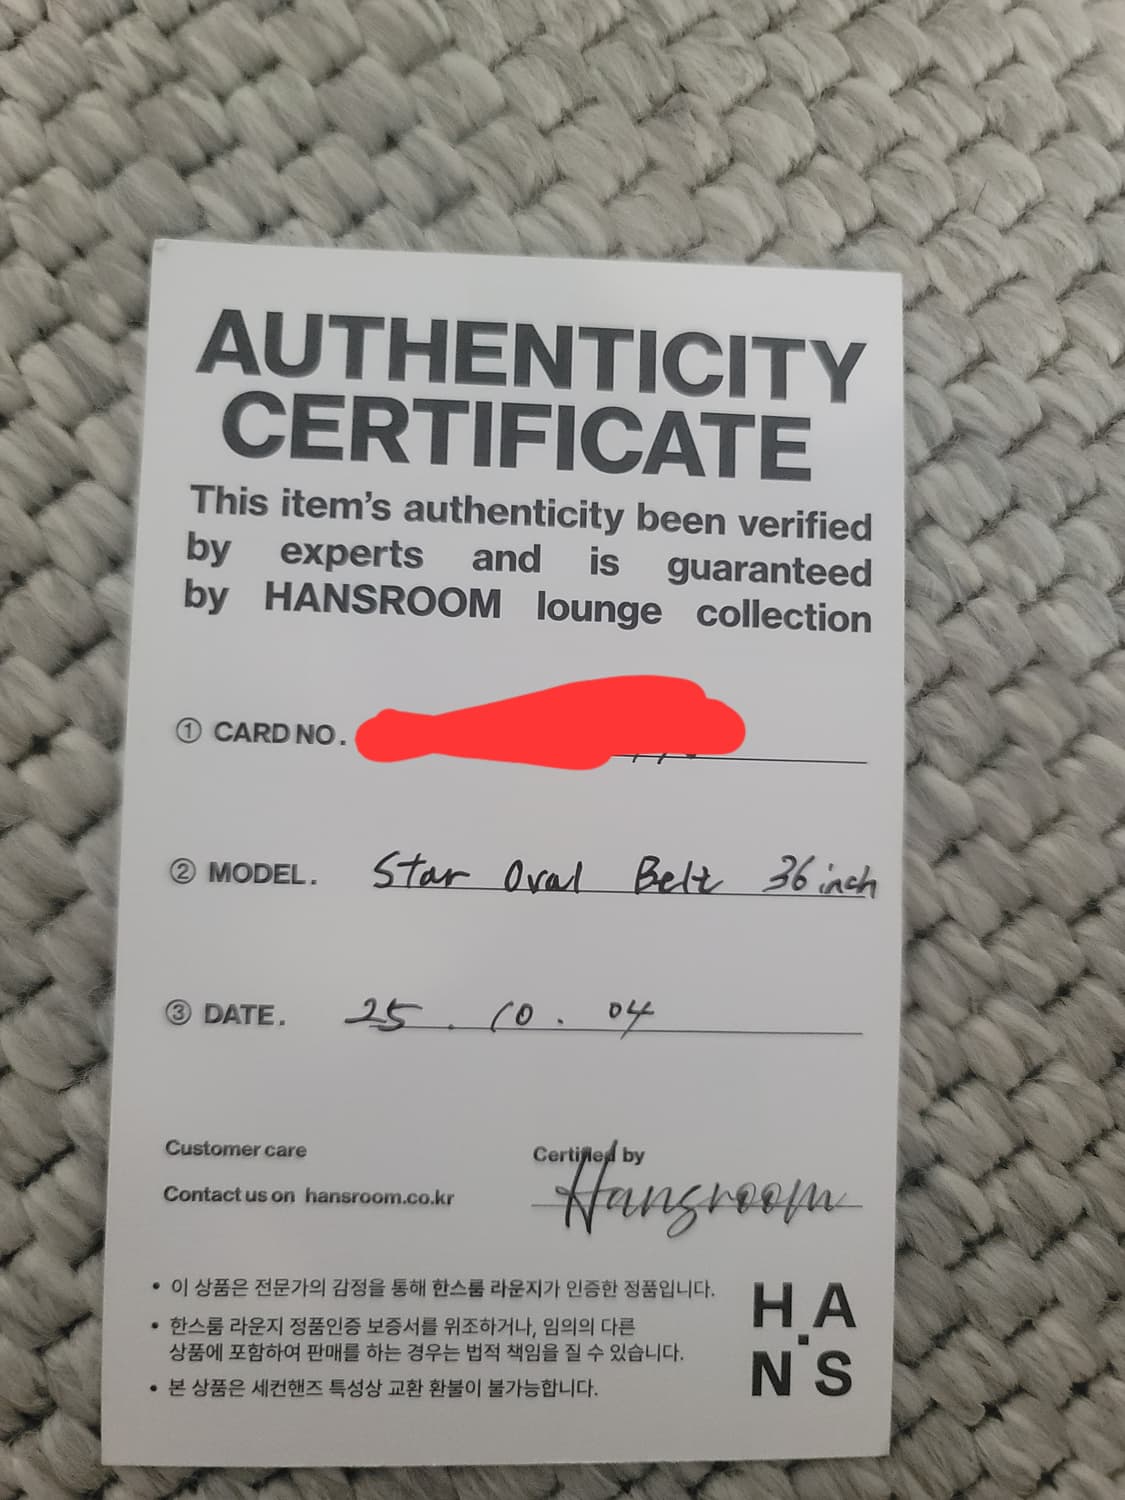 AUTHENTICITY
CERTIFICATE
This item's authenticity been verified
by experts and is guaranteed
by HANSROOM lounge collection
① CARD NO.
② MODEL. Star Oval Belt 36 inch
③ DATE. 25. 10. 04
Customer care
Contact us on hansroom.co.kr
Certified by
Hansroom
• 이 상품은 전문가의 감정을 통해 한스룸 라운지가 인증한 정품입니다.
• 한스룸 라운지 정품인증 보증서를 위조하거나, 임의의 다른
상품에 포함하여 판매를 하는 경우는 법적 책임을 질 수 있습니다.
• 본 상품은 세컨핸즈 특성상 교환 환불이 불가능합니다.
H.A
NS